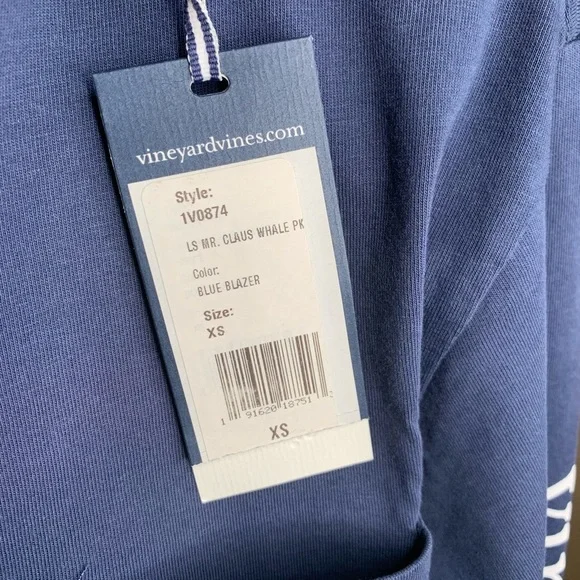 vineyardvines.com
Style:
1V0874
LS MR. CLAUS WHALE PK
Color:
BLUE BLAZER
Size:
XS
1 91620 18751
XS